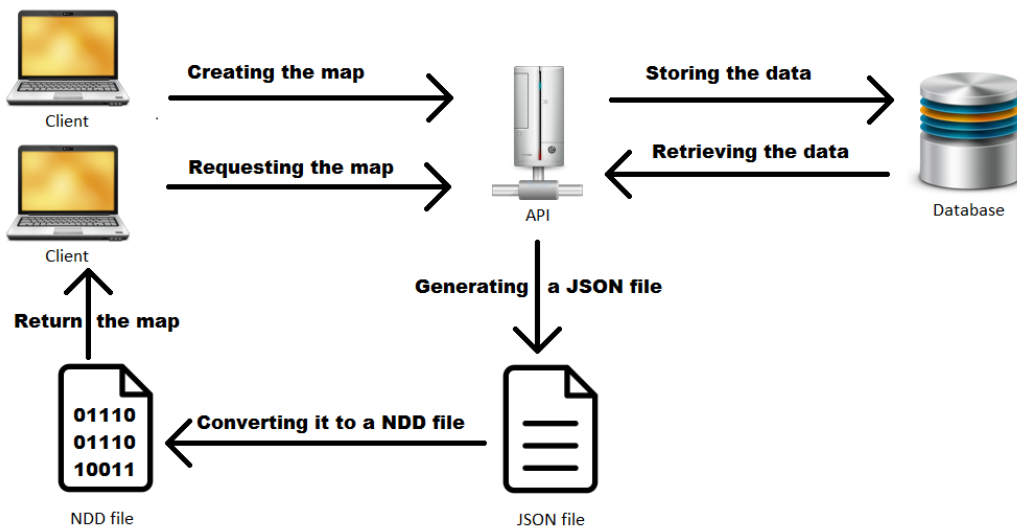 Creating the map
Storing the data
Client
Requesting the map
Retrieving the data
API
Database
Client
Generating a JSON file
Return the map
Converting it to a NDD file
01110
01110
10011
NDD file
JSON file